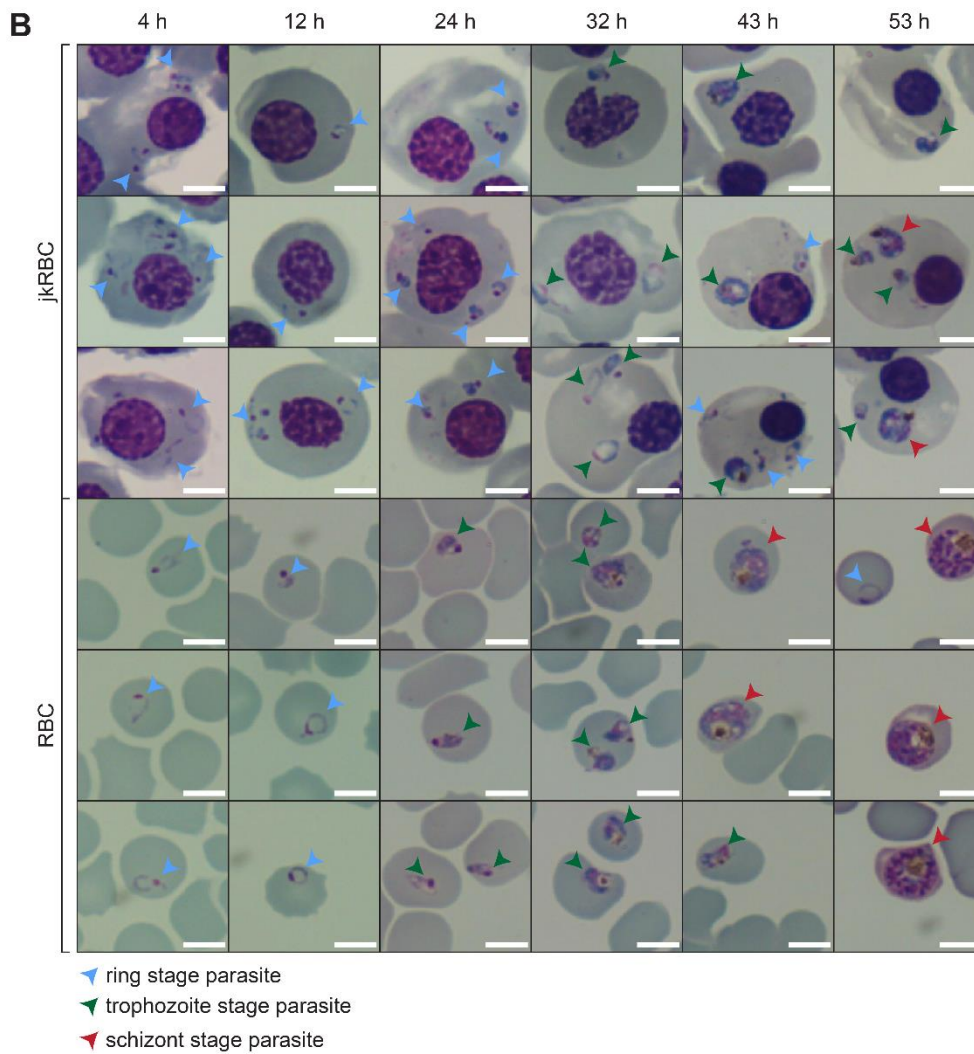 B
4 h 12 h 24 h 32 h 43 h 53 h
jkRBC
RBC
ring stage parasite
trophozoite stage parasite
schizont stage parasite